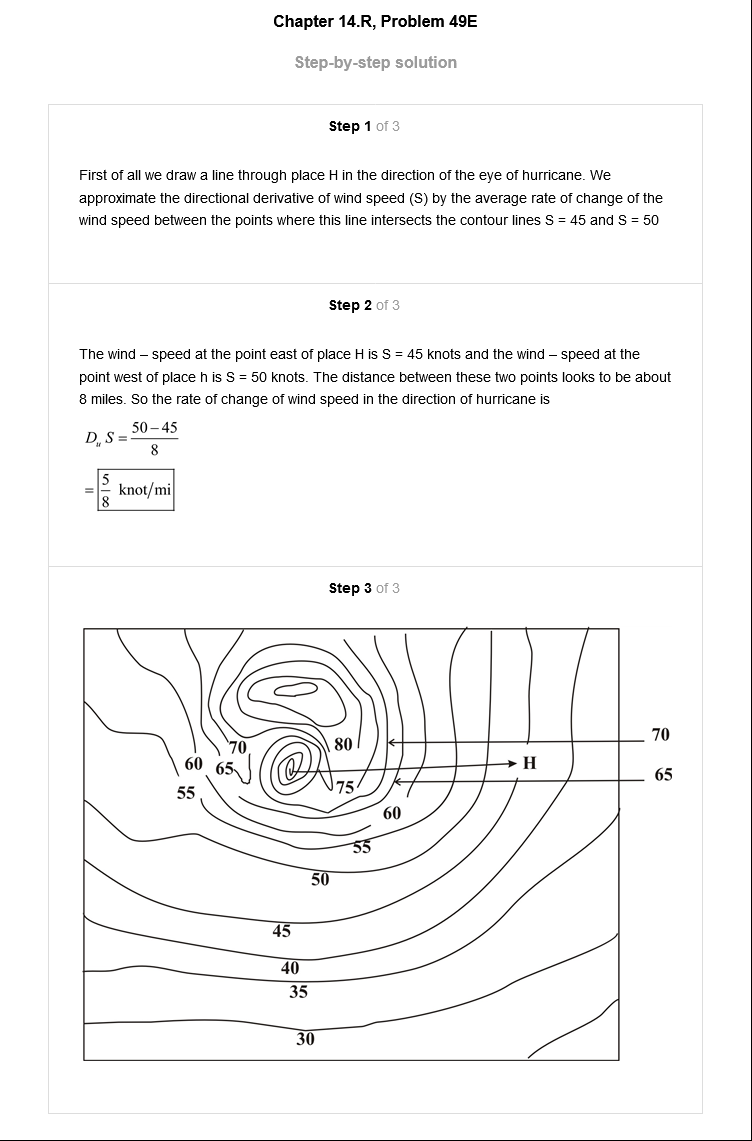 Chapter 14.R, Problem 49E
Step-by-step solution
Step 1 of 3
First of all we draw a line through place H in the direction of the eye of hurricane. We
approximate the directional derivative of wind speed (S) by the average rate of change of the
wind speed between the points where this line intersects the contour lines S = 45 and S = 50
Step 2 of 3
The wind – speed at the point east of place H is S = 45 knots and the wind – speed at the
point west of place h is S = 50 knots. The distance between these two points looks to be about
8 miles. So the rate of change of wind speed in the direction of hurricane is
D_u S = \frac{50-45}{8}
= \frac{5}{8} knot/mi
Step 3 of 3
70
80
70
60
65
H
65
55
75
60
55
50
45
40
35
30